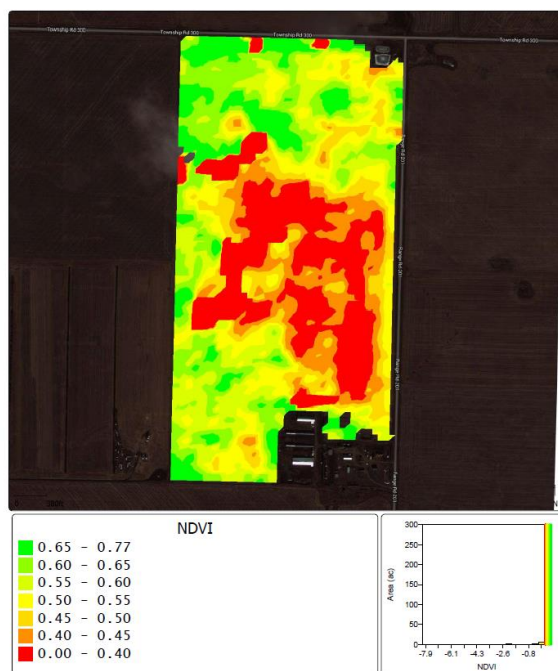 Township Rd 300
Township Rd 300
Township Rd 300
NDVI
0.65 - 0.77
0.60 - 0.65
0.55 - 0.60
0.50 - 0.55
0.45 - 0.50
0.40 - 0.45
0.00 - 0.40
Area (ac)
300
250
200
150
100
50
0
-7.9 -6.1 -4.3 -2.6 -0.8
NDVI